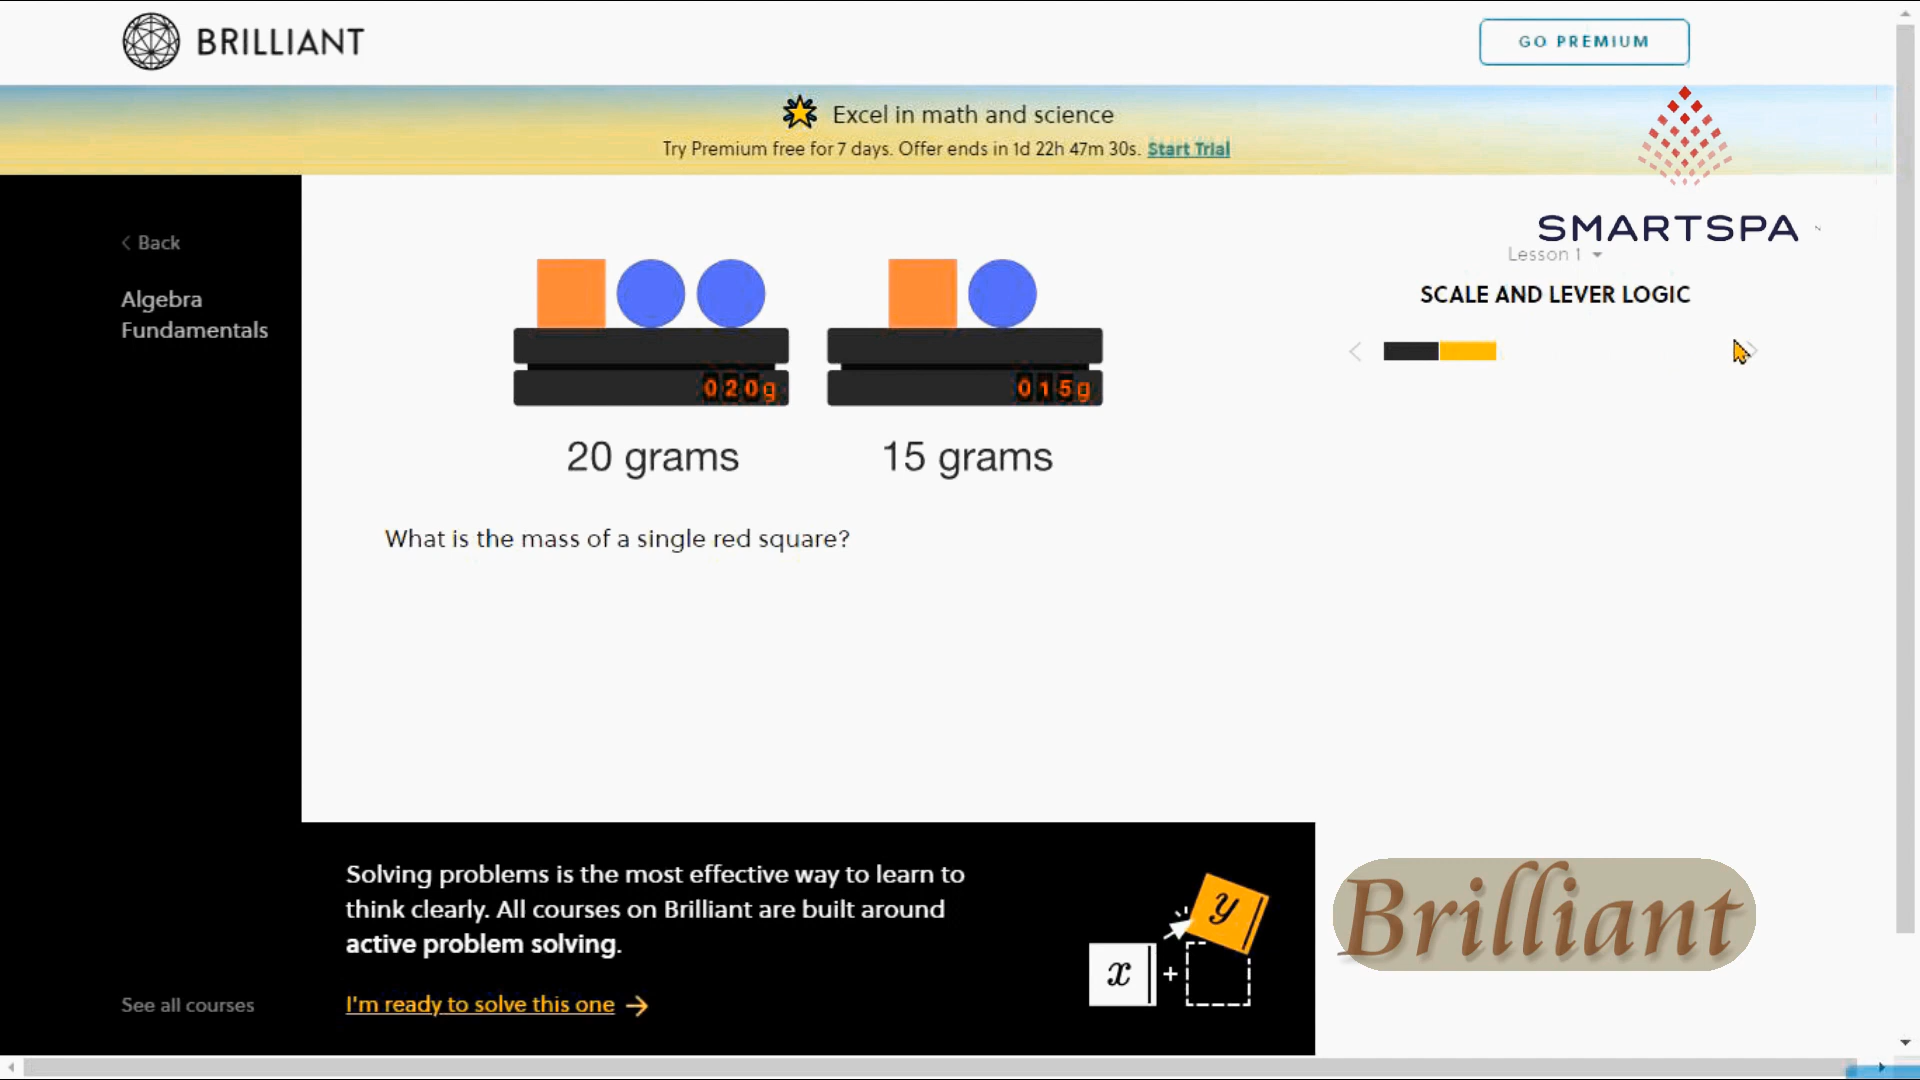 BRILLIANT
GO PREMIUM
Excel in math and science
Try Premium free for 7 days. Offer ends in 1d 22h 47m 30s. Start Trial
SMARTSPA
Back
Lesson 1
Algebra
Fundamentals
SCALE AND LEVER LOGIC
020g
015g
20 grams
15 grams
What is the mass of a single red square?
Solving problems is the most effective way to learn to
think clearly. All courses on Brilliant are built around
active problem solving.
I'm ready to solve this one
x + y
Brilliant
See all courses